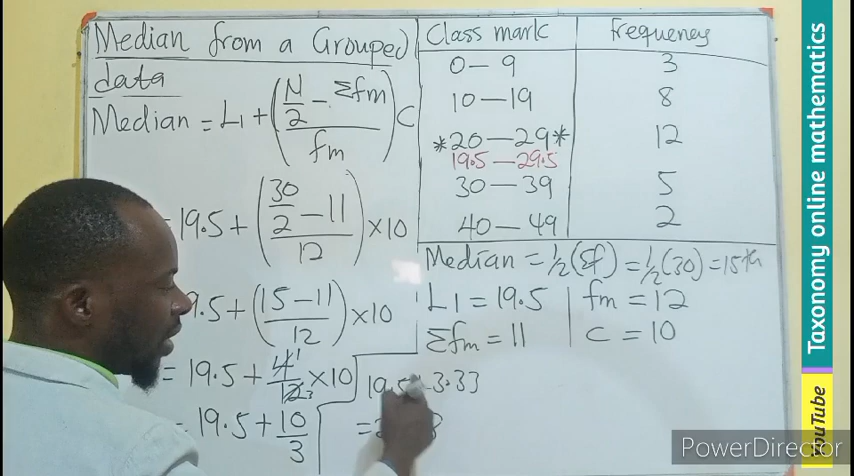 Median from a Grouped
data
Median = L1 + (N/2 − Σfm / fm) C
= 19.5 + (30/2 − 11 / 12) × 10
9.5 + (15 − 11 / 12) × 10
= 19.5 + 4 1 / 12 3 × 10
= 19.5 + 10/3
19.5 3.33
=
Class mark Frequency
0 — 9 3
10 — 19 8
*20 — 29* 12
19.5 — 29.5
30 — 39 5
40 — 49 2
Median = 1/2 (Σf) = 1/2 (30) = 15th
L1 = 19.5 fm = 12
Σfm = 11 C = 10
Taxonomy online mathematics
YouTube
PowerDirector